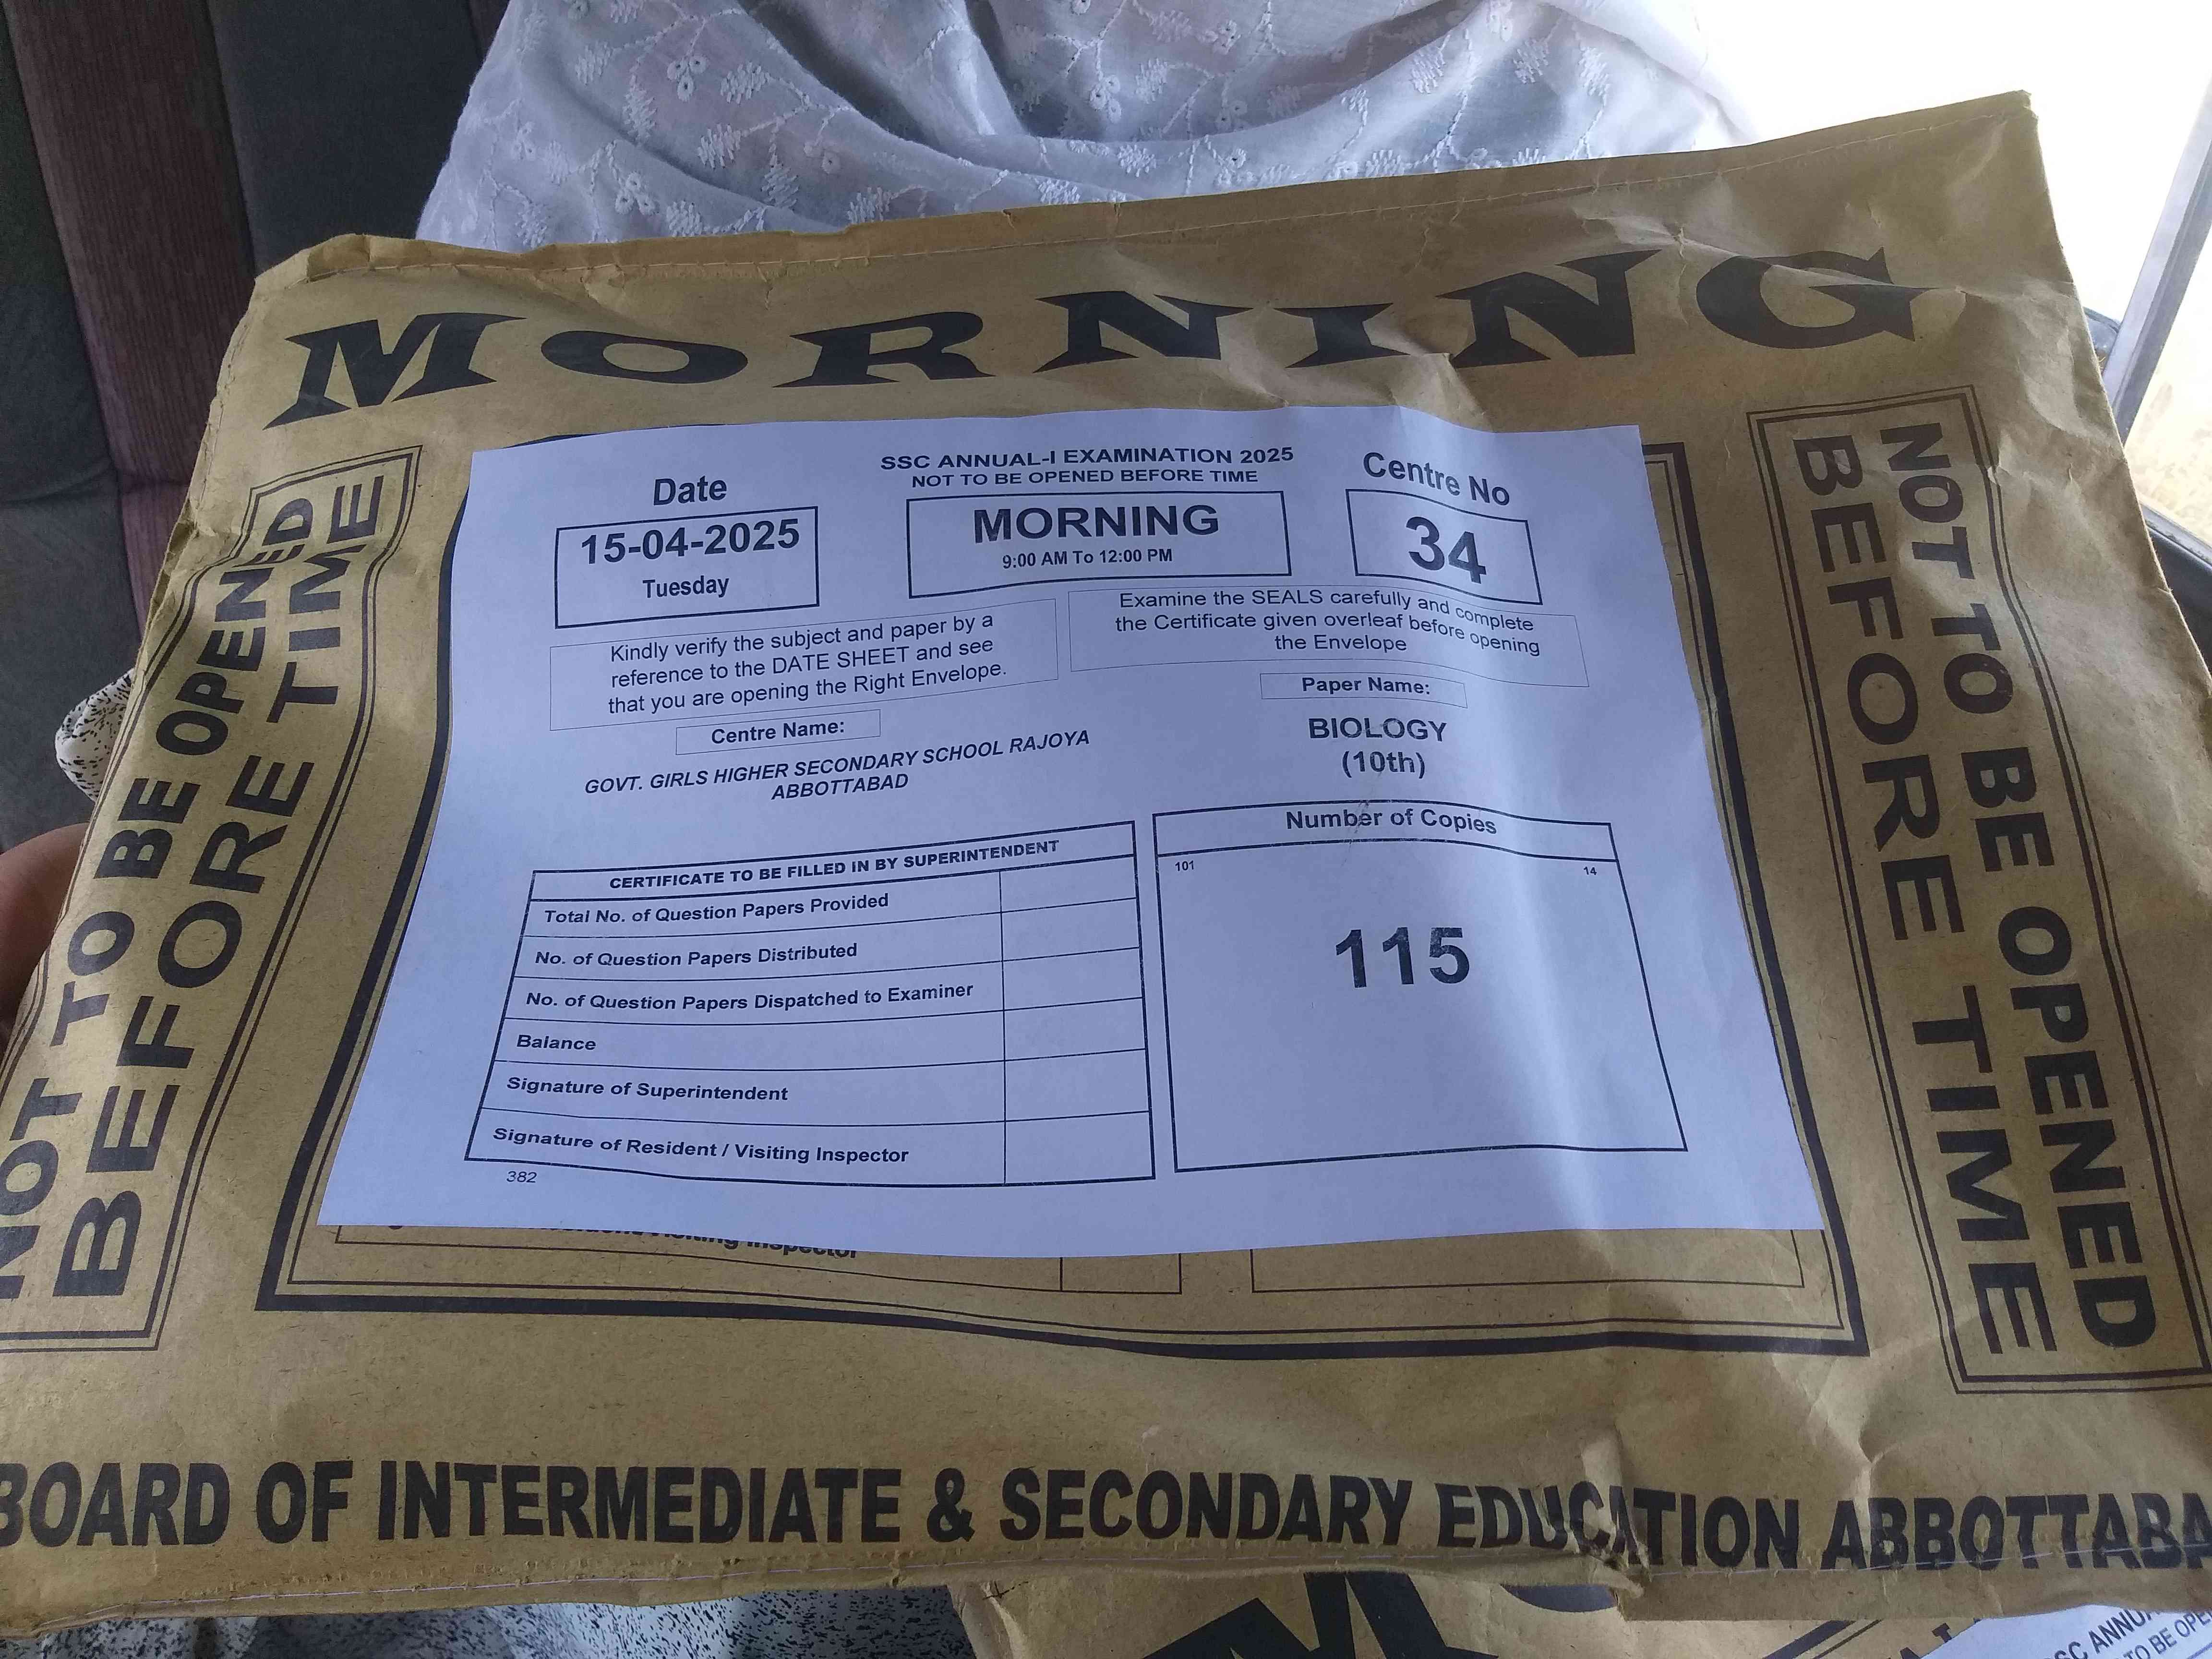 MORNING
NOT TO BE OPENED
BEFORE TIME
SSC ANNUAL-I EXAMINATION 2025
NOT TO BE OPENED BEFORE TIME
Date
15-04-2025
Tuesday
MORNING
9:00 AM To 12:00 PM
Centre No
34
Kindly verify the subject and paper by a
reference to the DATE SHEET and see
that you are opening the Right Envelope.
Examine the SEALS carefully and complete
the Certificate given overleaf before opening
the Envelope
Centre Name:
GOVT. GIRLS HIGHER SECONDARY SCHOOL RAJOYA
ABBOTTABAD
Paper Name:
BIOLOGY
(10th)
CERTIFICATE TO BE FILLED IN BY SUPERINTENDENT
Total No. of Question Papers Provided
No. of Question Papers Distributed
No. of Question Papers Dispatched to Examiner
Balance
Signature of Superintendent
Signature of Resident / Visiting Inspector
382
Number of Copies
101 14
115
NOT TO BE OPENED
BEFORE TIME
Visiting Inspector
BOARD OF INTERMEDIATE & SECONDARY EDUCATION ABBOTTABA
SC ANNUA
TO BE OPE